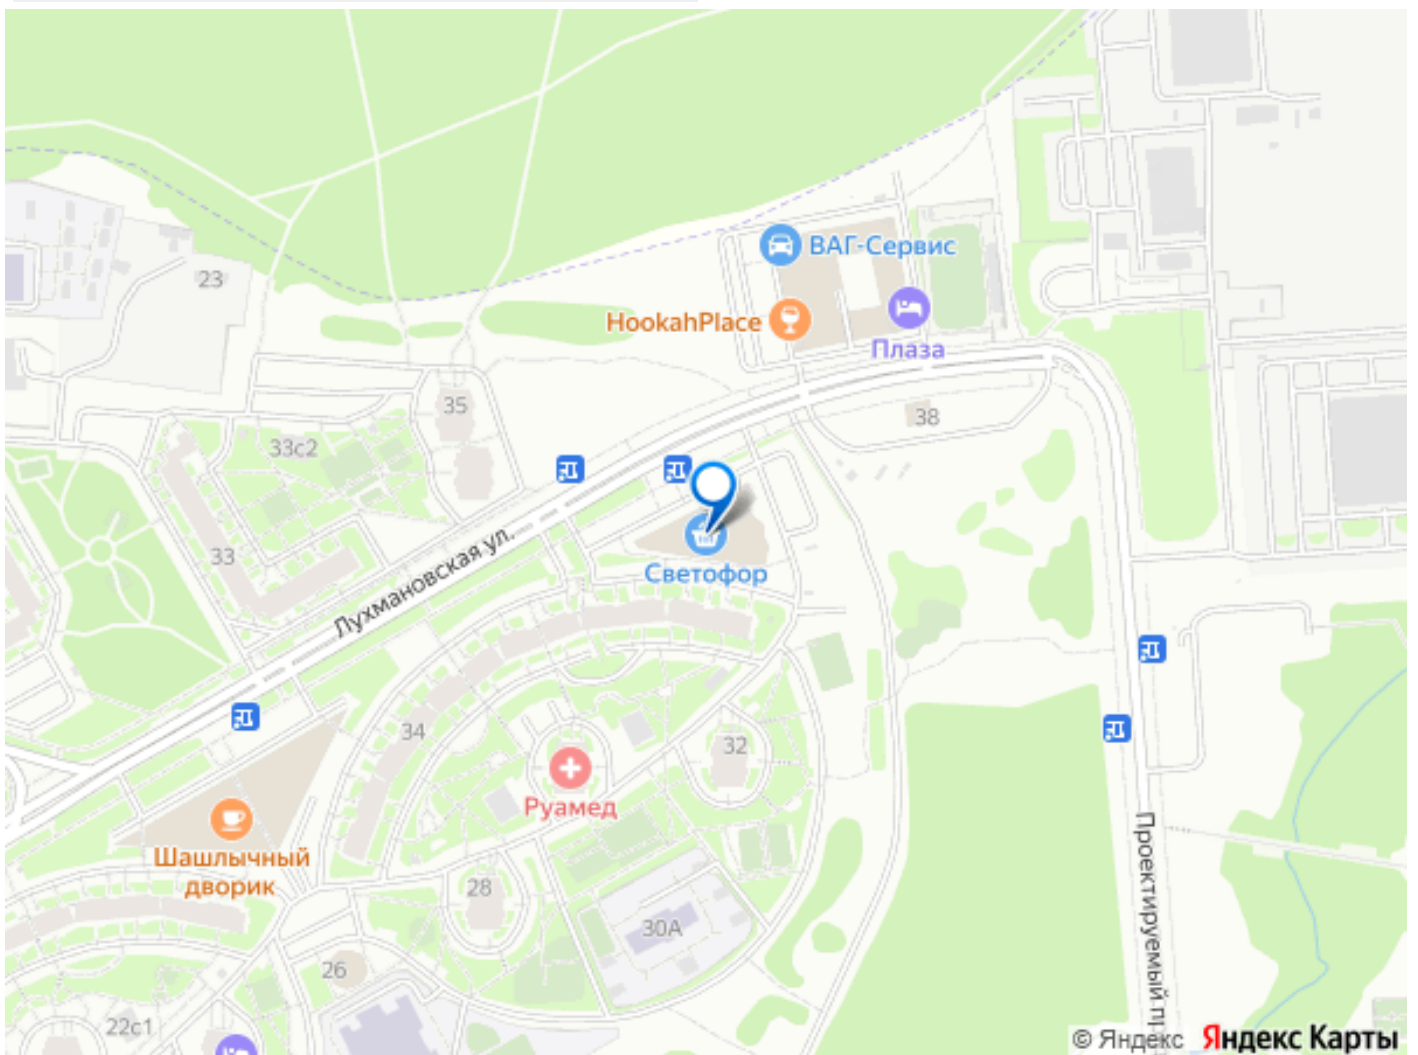 ВАГ-Сервис
23
HookahPlace
Плаза
35
38
33с2
33
Лухмановская ул.
Светофор
34
32
Руамед
Шашлычный
дворик
28
30А
26
22с1
Проектируемый пр
© Яндекс Яндекс Карты